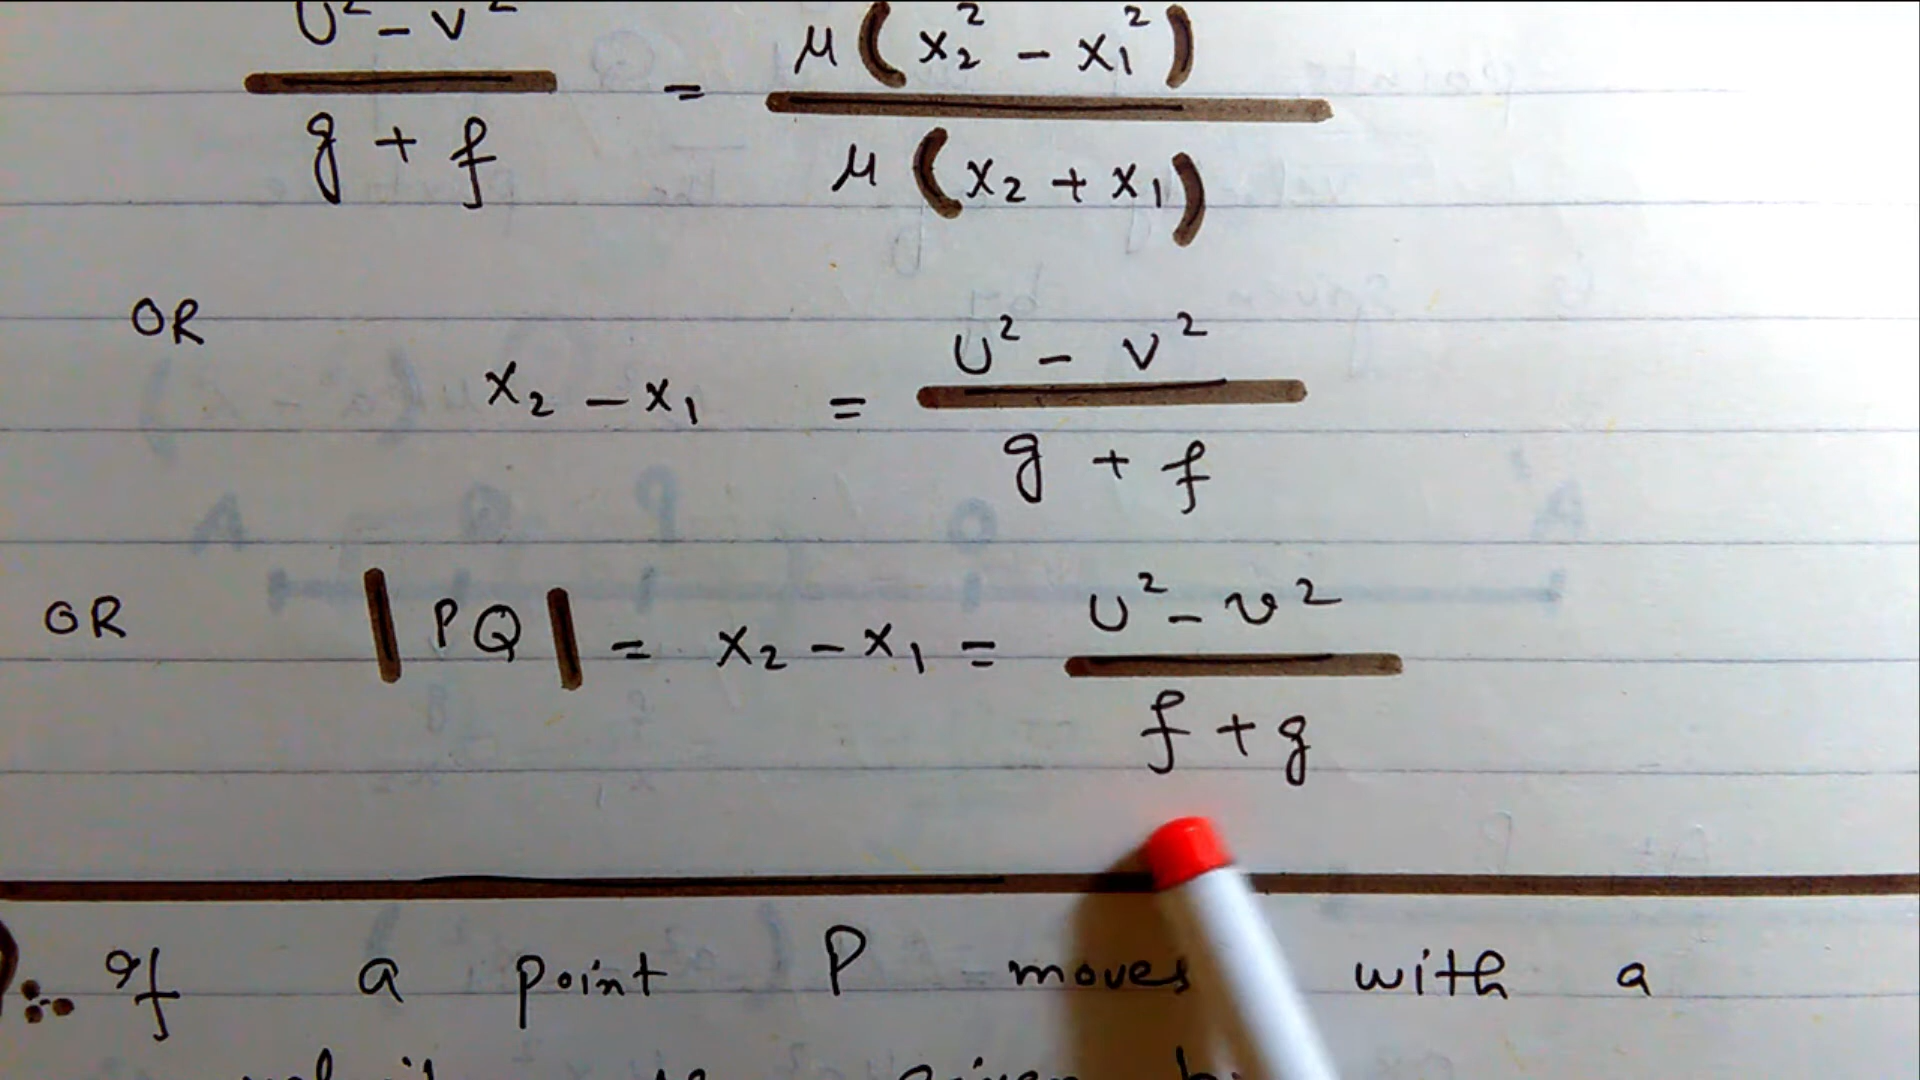 U² - V² / g + f = μ(x₂² - x₁²) / μ(x₂ + x₁)
OR x₂ - x₁ = U² - V² / g + f
OR |PQ| = x₂ - x₁ = U² - v² / f + g
If a point P moves with a
given